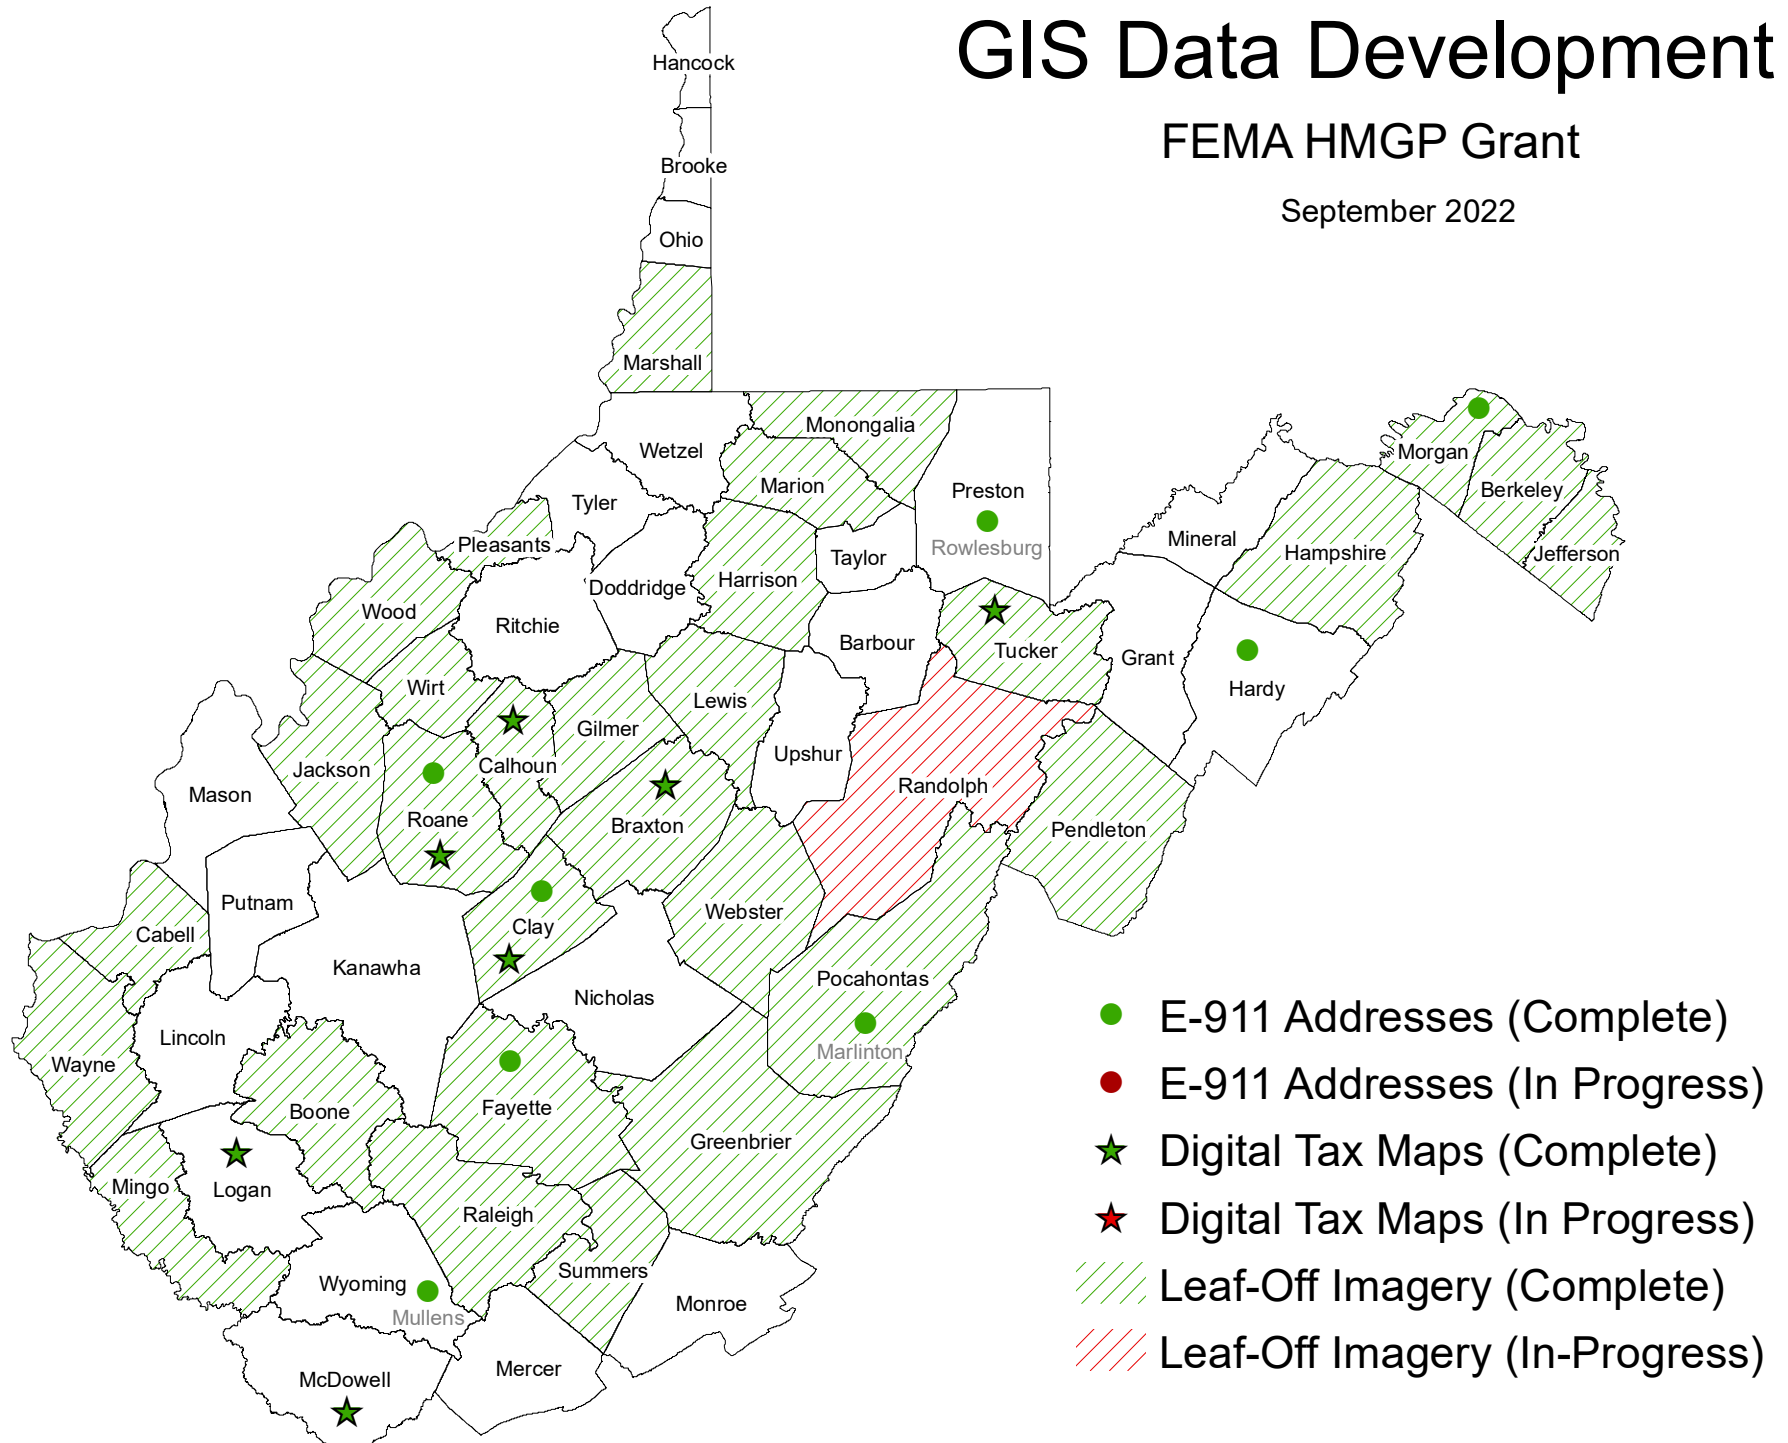 GIS Data Development
FEMA HMGP Grant
September 2022
Hancock
Brooke
Ohio
Marshall
Monongalia
Wetzel
Morgan
Marion
Preston
Berkeley
Tyler
Mineral
Pleasants
Rowlesburg
Hampshire
Jefferson
Taylor
Harrison
Doddridge
Wood
Ritchie
Barbour
Tucker
Grant
Wirt
Hardy
Lewis
Gilmer
Upshur
Calhoun
Jackson
Randolph
Mason
Roane
Braxton
Pendleton
Putnam
Webster
Clay
Cabell
Kanawha
Pocahontas
Nicholas
Lincoln
Marlinton
Wayne
Fayette
Boone
Greenbrier
Mingo
Logan
Raleigh
Summers
Wyoming
Monroe
Mullens
Mercer
McDowell
E-911 Addresses (Complete)
E-911 Addresses (In Progress)
Digital Tax Maps (Complete)
Digital Tax Maps (In Progress)
Leaf-Off Imagery (Complete)
Leaf-Off Imagery (In-Progress)